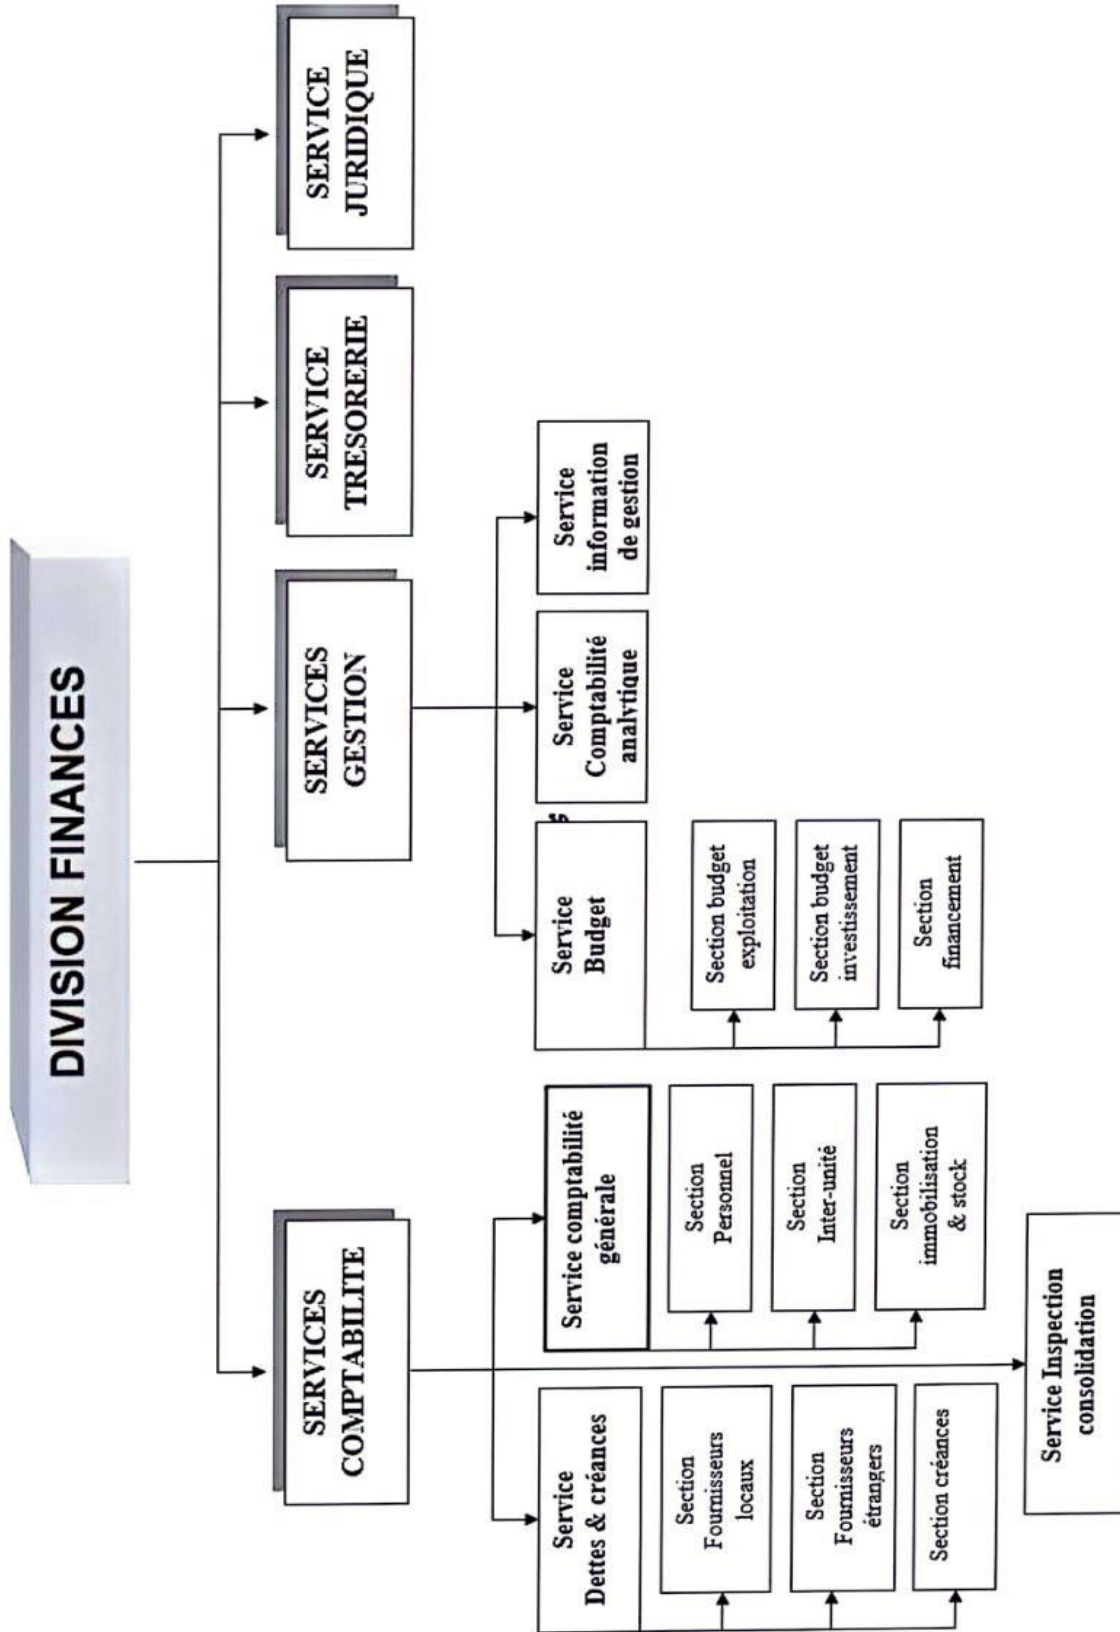 DIVISION FINANCES
SERVICES
COMPTABILITE
SERVICES
GESTION
SERVICE
TRESORERIE
SERVICE
JURIDIQUE
Service
Dettes & créances
Service comptabilité
générale
Service
Budget
Service
Comptabilité
analytique
Service
information
de gestion
Section
Fournisseurs
locaux
Section
Fournisseurs
étrangers
Section créances
Section
Personnel
Section
Inter-unité
Section
immobilisation
& stock
Section budget
exploitation
Section budget
investissement
Section
financement
Service Inspection
consolidation